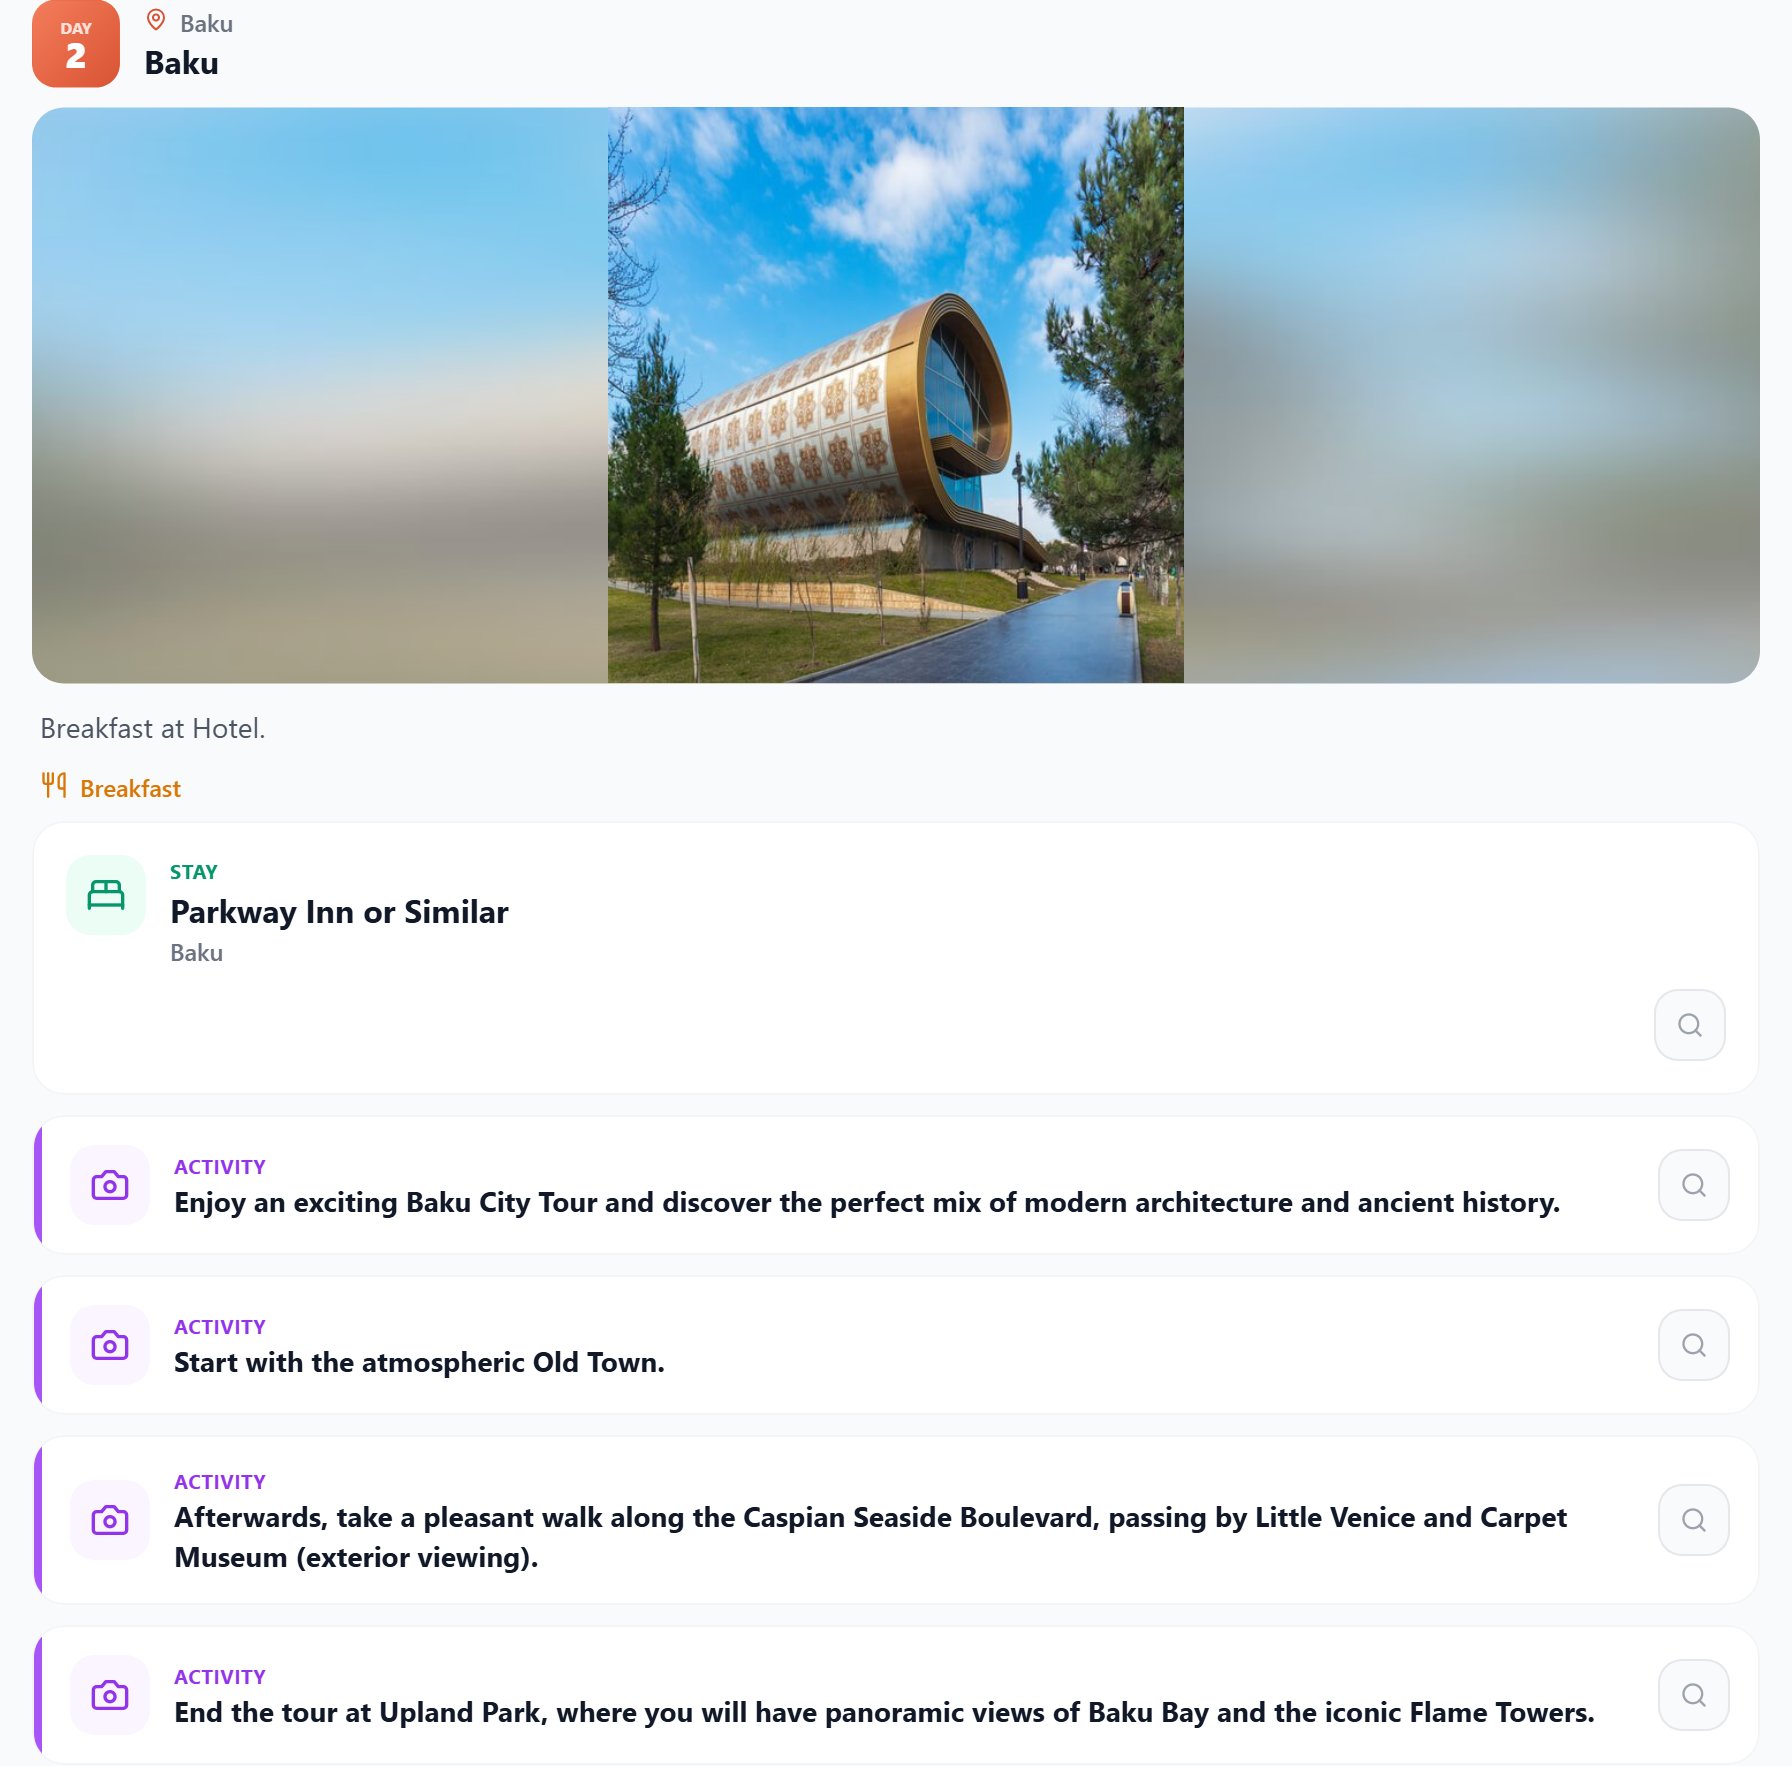 DAY
2
Baku
Baku
Breakfast at Hotel.
Breakfast
STAY
Parkway Inn or Similar
Baku
ACTIVITY
Enjoy an exciting Baku City Tour and discover the perfect mix of modern architecture and ancient history.
ACTIVITY
Start with the atmospheric Old Town.
ACTIVITY
Afterwards, take a pleasant walk along the Caspian Seaside Boulevard, passing by Little Venice and Carpet
Museum (exterior viewing).
ACTIVITY
End the tour at Upland Park, where you will have panoramic views of Baku Bay and the iconic Flame Towers.